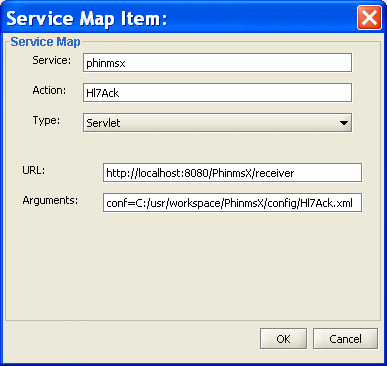 Service Map Item:
Service Map
Service: phinmsx
Action: Hl7Ack
Type: Servlet
URL: http://localhost:8080/PhinmsX/receiver
Arguments: conf=C:/usr/workspace/PhinmsX/config/Hl7Ack.xml
OK Cancel